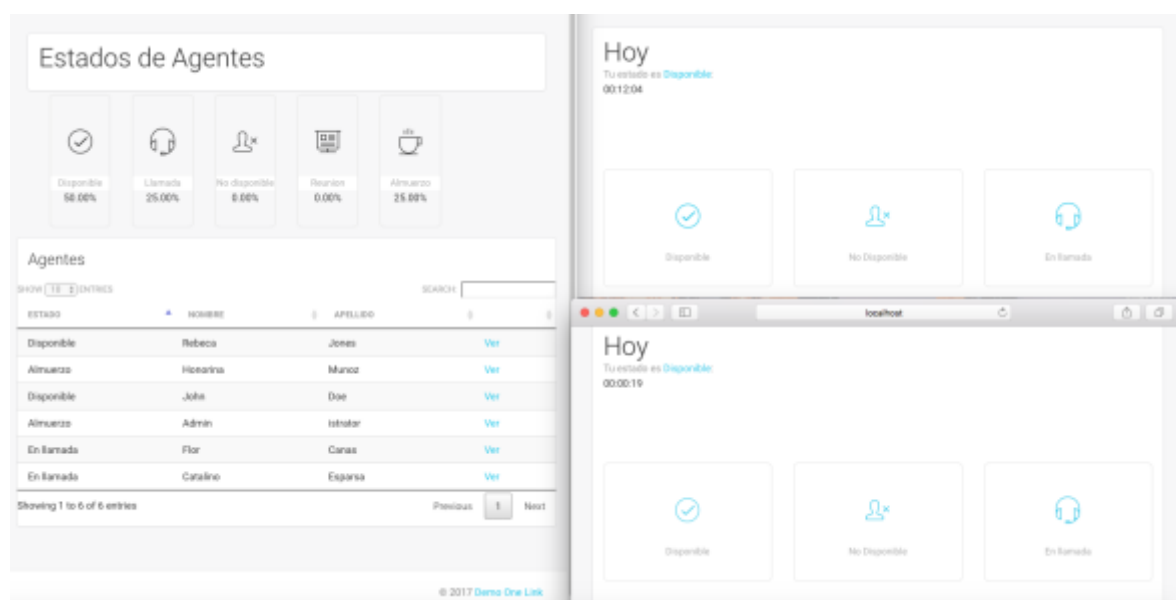 Estados de Agentes
Disponible Llamada No disponible Reunion Almuerzo
50.00% 25.00% 0.00% 0.00% 25.00%
Agentes
SHOW 10 ENTRIES SEARCH
ESTADO NOMBRE APELLIDO
Disponible Rebeca Jones Ver
Almuerzo Honorina Munoz Ver
Disponible John Doe Ver
Almuerzo Admin Istrator Ver
En llamada Flor Canas Ver
En llamada Catalino Esparsa Ver
Showing 1 to 6 of 6 entries Previous 1 Next
© 2017 Demo One Link
Hoy
Tu estado es Disponible:
00:12:04
Disponible No Disponible En llamada
localhost
Hoy
Tu estado es Disponible:
00:00:19
Disponible No Disponible En llamada